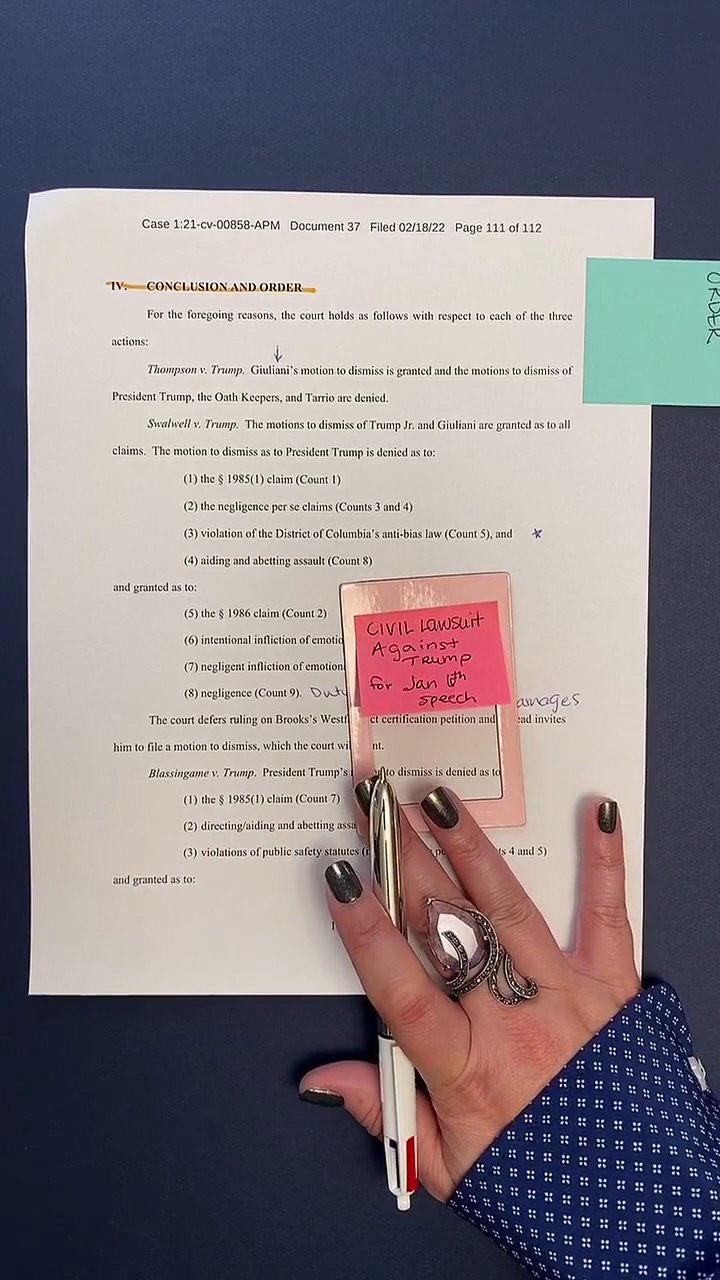 Case 1:21-cv-00858-APM Document 37 Filed 02/18/22 Page 111 of 112
ORDER
IV. CONCLUSION AND ORDER
For the foregoing reasons, the court holds as follows with respect to each of the three
actions:
Thompson v. Trump. Giuliani's motion to dismiss is granted and the motions to dismiss of
President Trump, the Oath Keepers, and Tarrio are denied.
Swalwell v. Trump. The motions to dismiss of Trump Jr. and Giuliani are granted as to all
claims. The motion to dismiss as to President Trump is denied as to:
(1) the § 1985(1) claim (Count 1)
(2) the negligence per se claims (Counts 3 and 4)
(3) violation of the District of Columbia's anti-bias law (Count 5), and
(4) aiding and abetting assault (Count 8)
and granted as to:
(5) the § 1986 claim (Count 2)
(6) intentional infliction of emotio
(7) negligent infliction of emotion
(8) negligence (Count 9). Duty amages
CIVIL LAWSUIT
Against
TRUMP
for Jan 6th
speech
The court defers ruling on Brooks's Westf ct certification petition and ead invites
him to file a motion to dismiss, which the court wi nt.
Blassingame v. Trump. President Trump's to dismiss is denied as to
(1) the § 1985(1) claim (Count 7)
(2) directing/aiding and abetting assa
(3) violations of public safety statutes ts 4 and 5)
and granted as to: